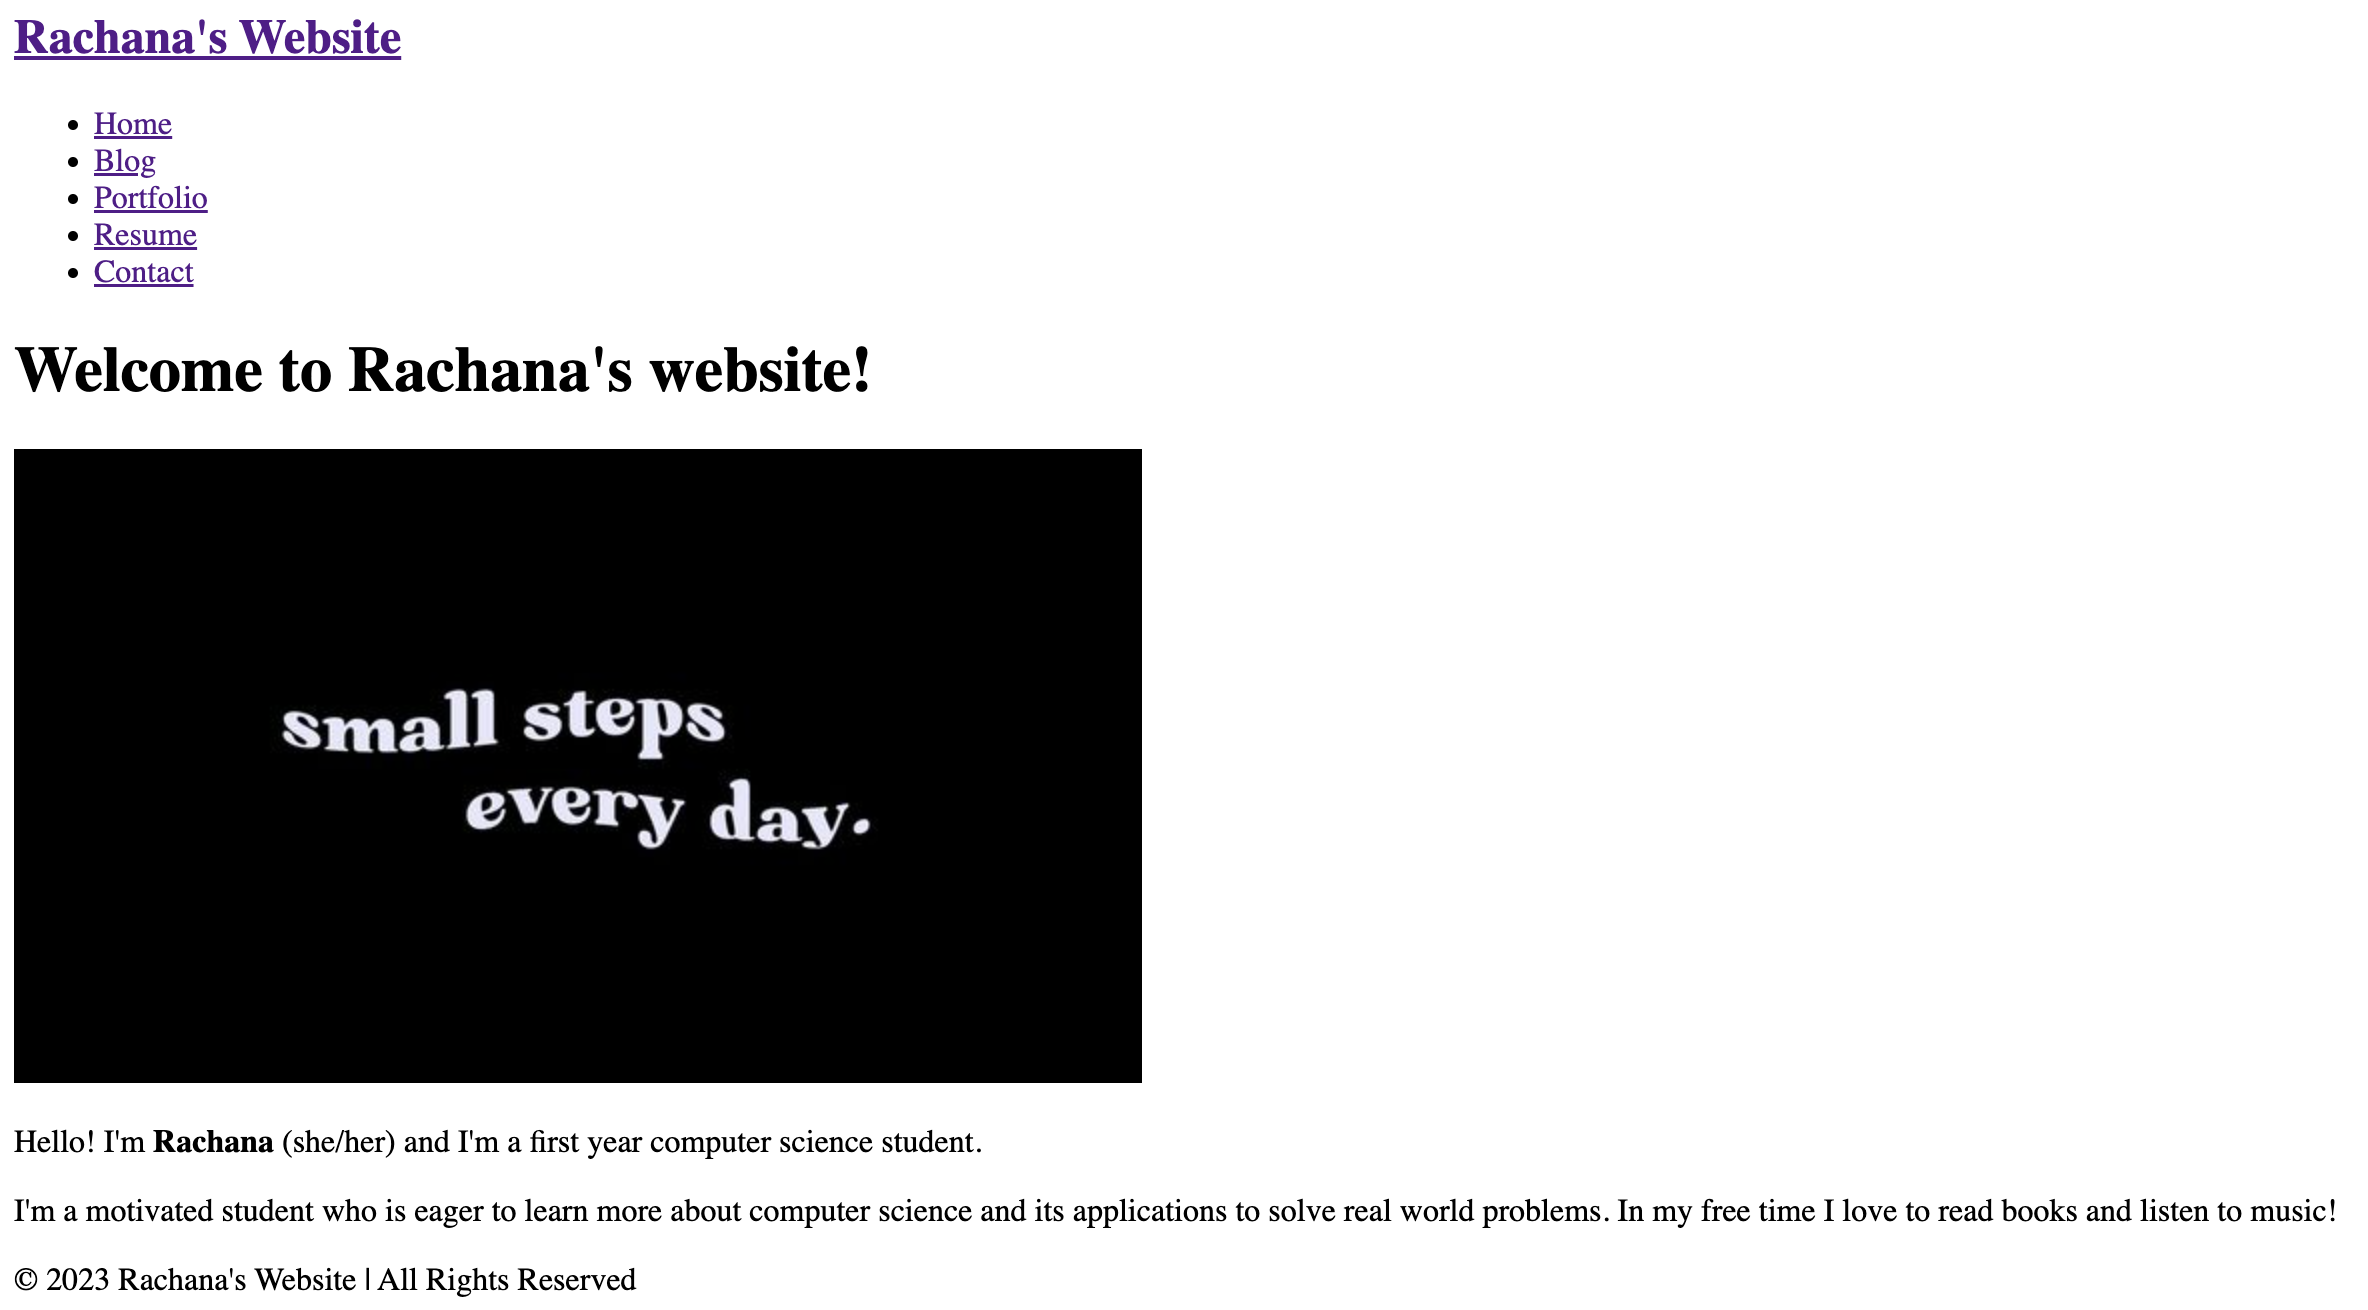 Rachana's Website
Home
Blog
Portfolio
Resume
Contact
Welcome to Rachana's website!
small steps
every day.
Hello! I'm Rachana (she/her) and I'm a first year computer science student.
I'm a motivated student who is eager to learn more about computer science and its applications to solve real world problems. In my free time I love to read books and listen to music!
© 2023 Rachana's Website | All Rights Reserved